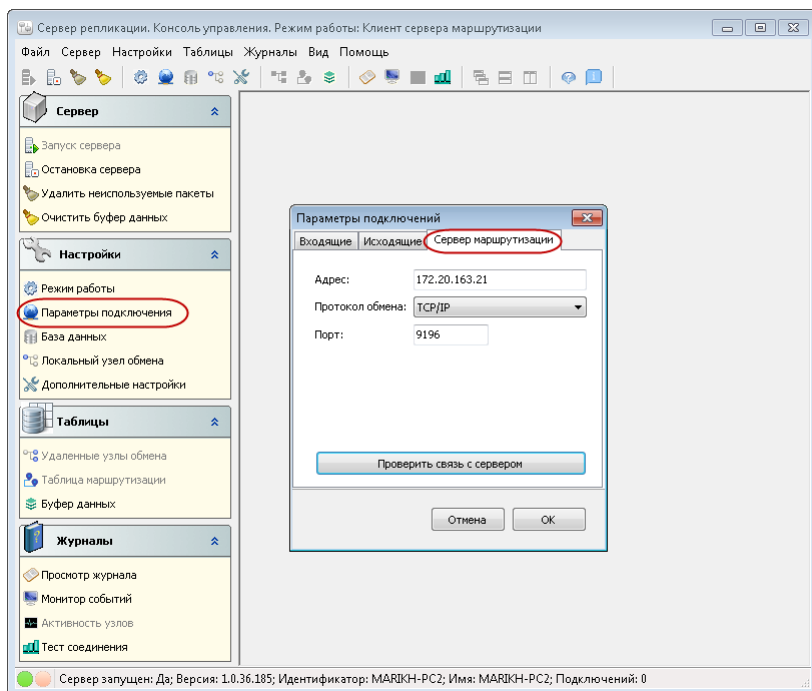 Сервер репликации. Консоль управления. Режим работы: Клиент сервера маршрутизации
Файл Сервер Настройки Таблицы Журналы Вид Помощь
Сервер
Запуск сервера
Остановка сервера
Удалить неиспользуемые пакеты
Очистить буфер данных
Настройки
Режим работы
Параметры подключения
База данных
Локальный узел обмена
Дополнительные настройки
Таблицы
Удаленные узлы обмена
Таблица маршрутизации
Буфер данных
Журналы
Просмотр журнала
Монитор событий
Активность узлов
Тест соединения
Параметры подключений
Входящие Исходящие Сервер маршрутизации
Адрес: 172.20.163.21
Протокол обмена: TCP/IP
Порт: 9196
Проверить связь с сервером
Отмена OK
Сервер запущен: Да; Версия: 1.0.36.185; Идентификатор: MARIKH-PC2; Имя: MARIKH-PC2; Подключений: 0